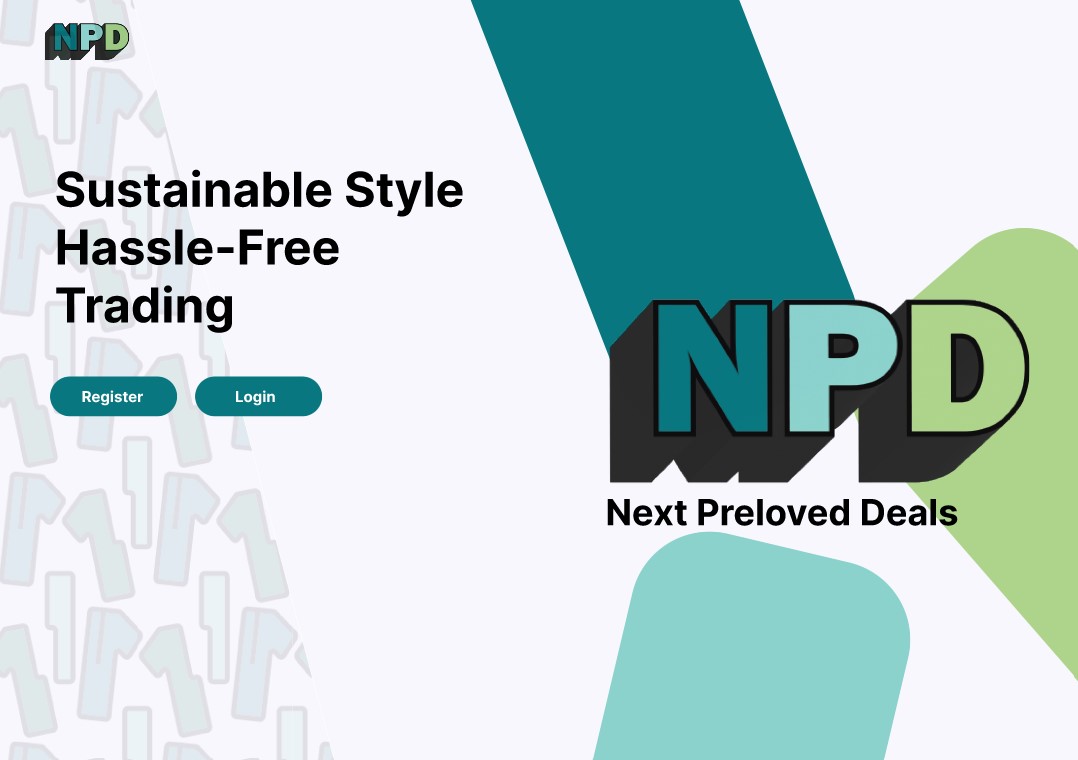 NPD
Sustainable Style
Hassle-Free
Trading
Register Login
NPD
Next Preloved Deals